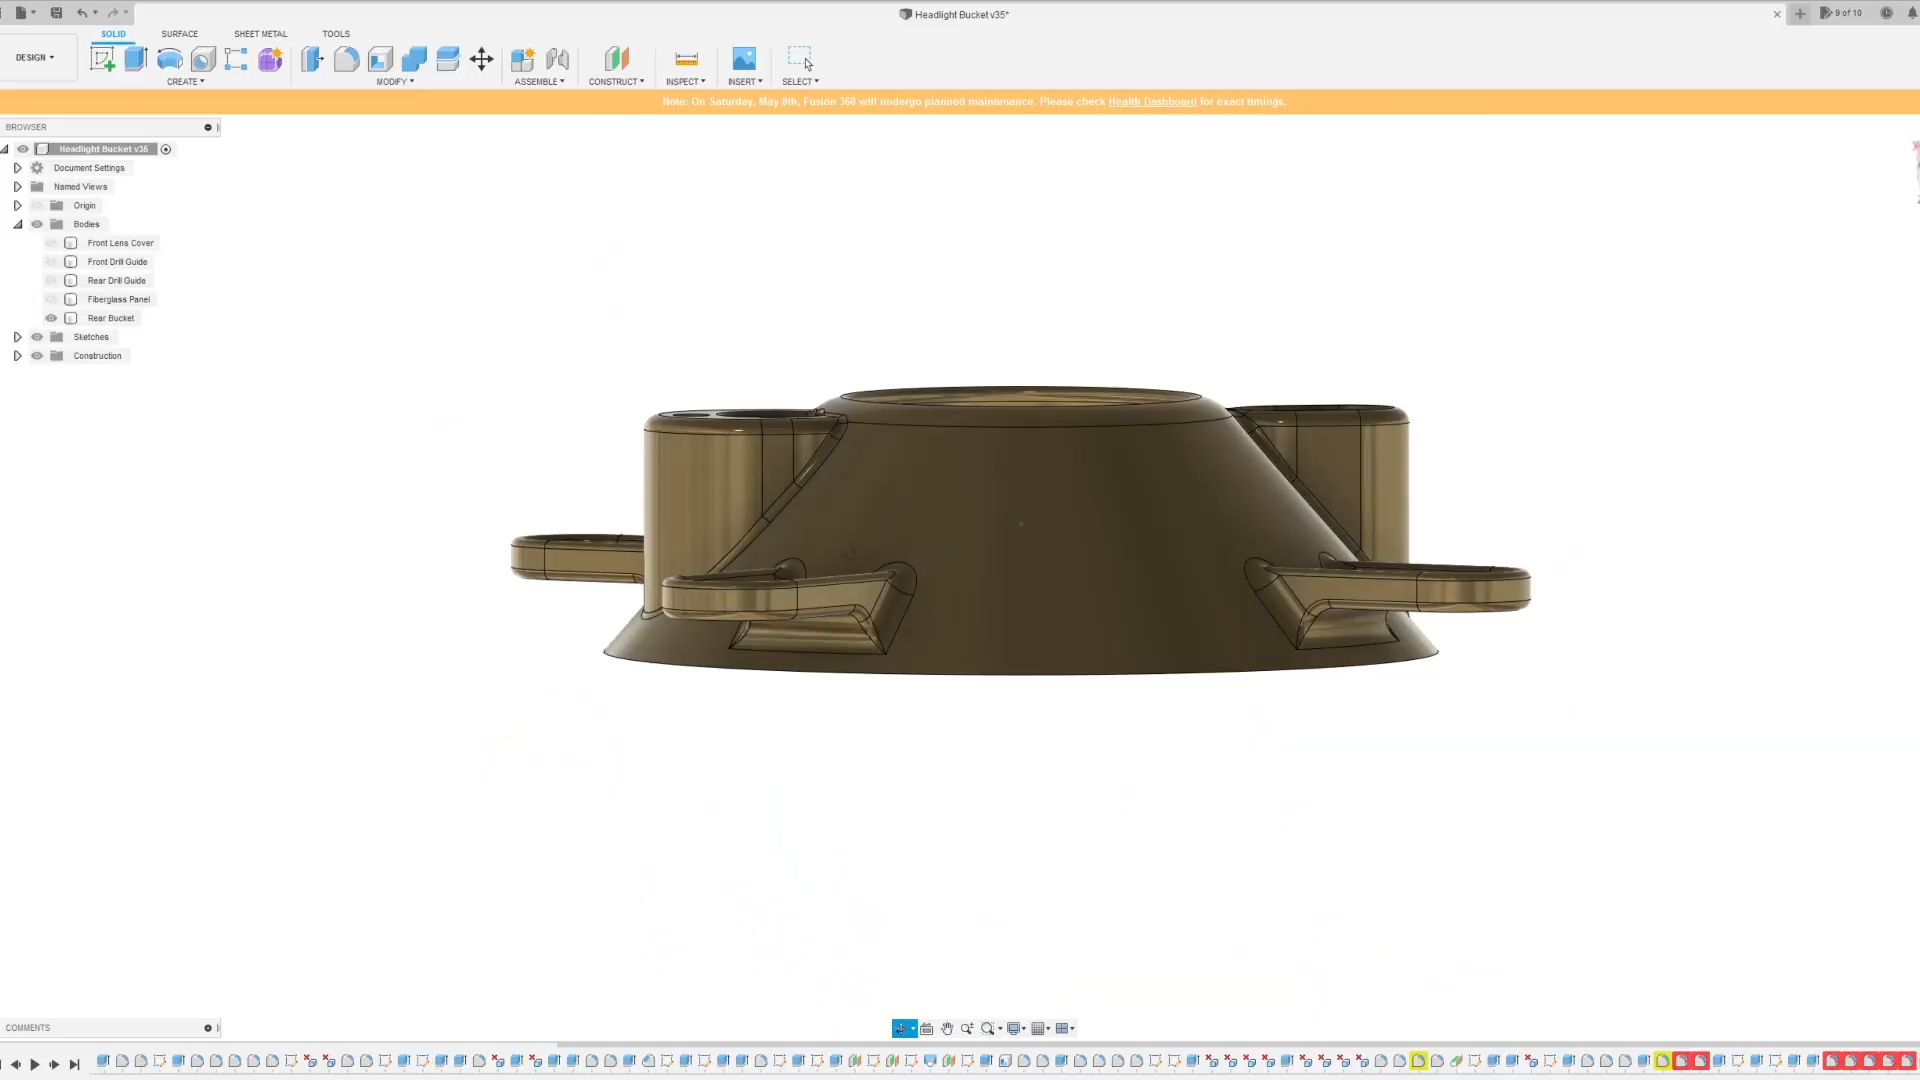 Headlight Bucket v35*
9 of 10
SOLID
SURFACE
SHEET METAL
TOOLS
DESIGN
CREATE
MODIFY
ASSEMBLE
CONSTRUCT
INSPECT
INSERT
SELECT
Note: On Saturday, May 8th, Fusion 360 will undergo planned maintenance. Please check Health Dashboard for exact timings.
BROWSER
Headlight Bucket v35
Document Settings
Named Views
Origin
Bodies
Front Lens Cover
Front Drill Guide
Rear Drill Guide
Fiberglass Panel
Rear Bucket
Sketches
Construction
COMMENTS